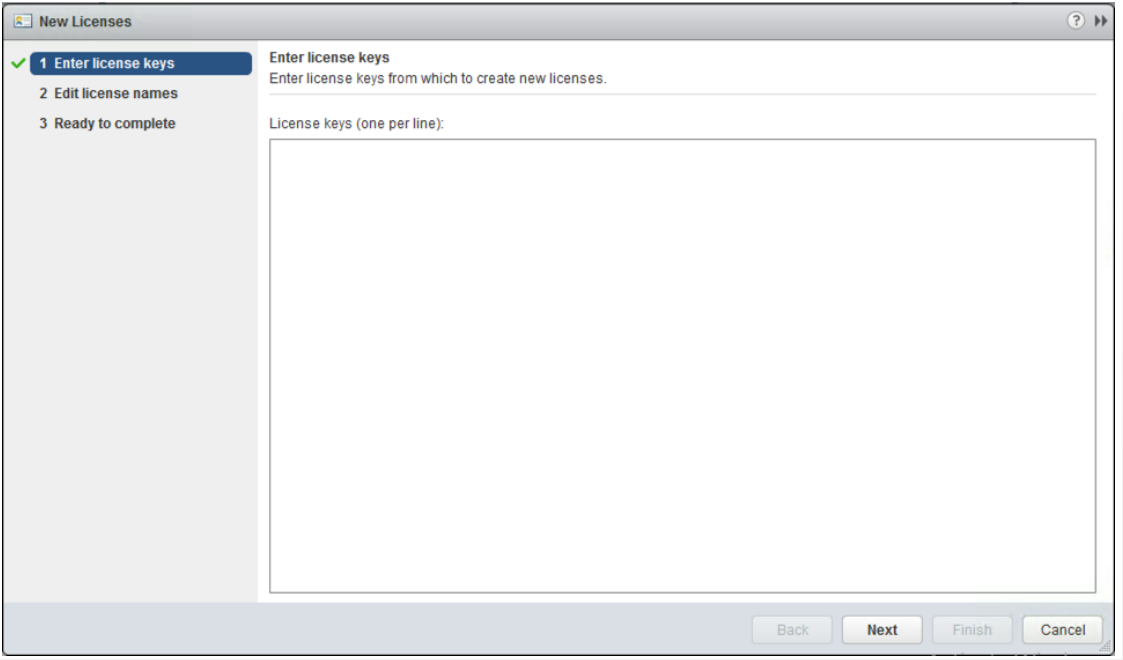 New Licenses
?
1 Enter license keys
2 Edit license names
3 Ready to complete
Enter license keys
Enter license keys from which to create new licenses.
License keys (one per line):
Back Next Finish Cancel